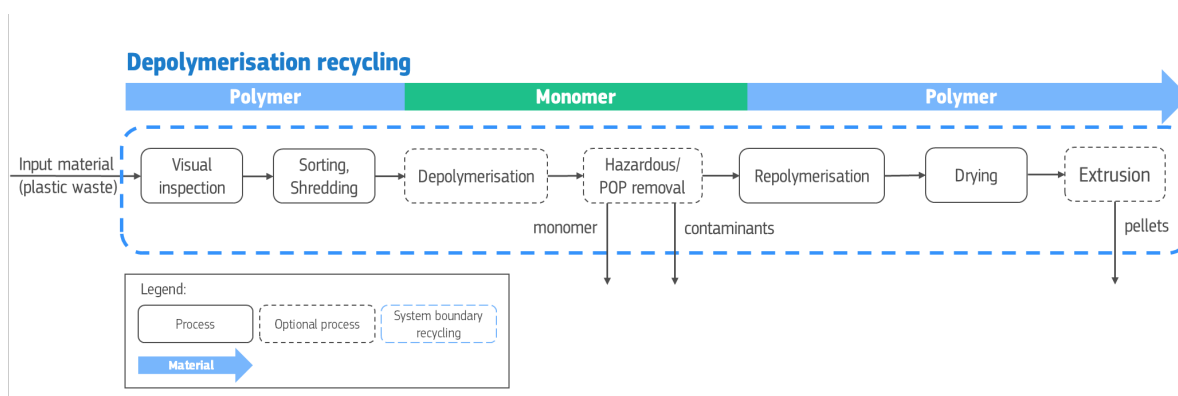 Depolymerisation recycling
Polymer
Monomer
Polymer
Input material
(plastic waste)
Visual
inspection
Sorting,
Shredding
Depolymerisation
Hazardous/
POP removal
Repolymerisation
Drying
Extrusion
monomer
contaminants
pellets
Legend:
Process
Optional process
System boundary
recycling
Material